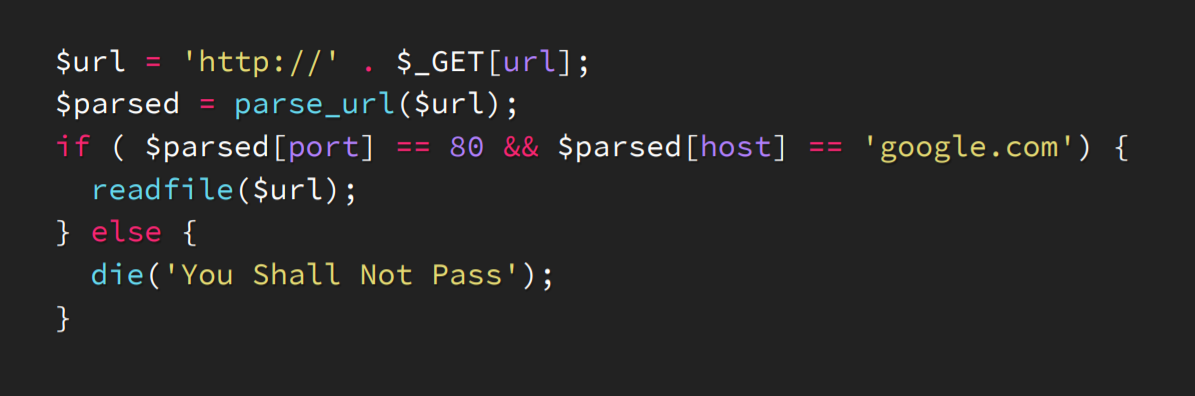 $url = 'http://' . $_GET[url];
$parsed = parse_url($url);
if ( $parsed[port] == 80 && $parsed[host] == 'google.com') {
  readfile($url);
} else {
  die('You Shall Not Pass');
}